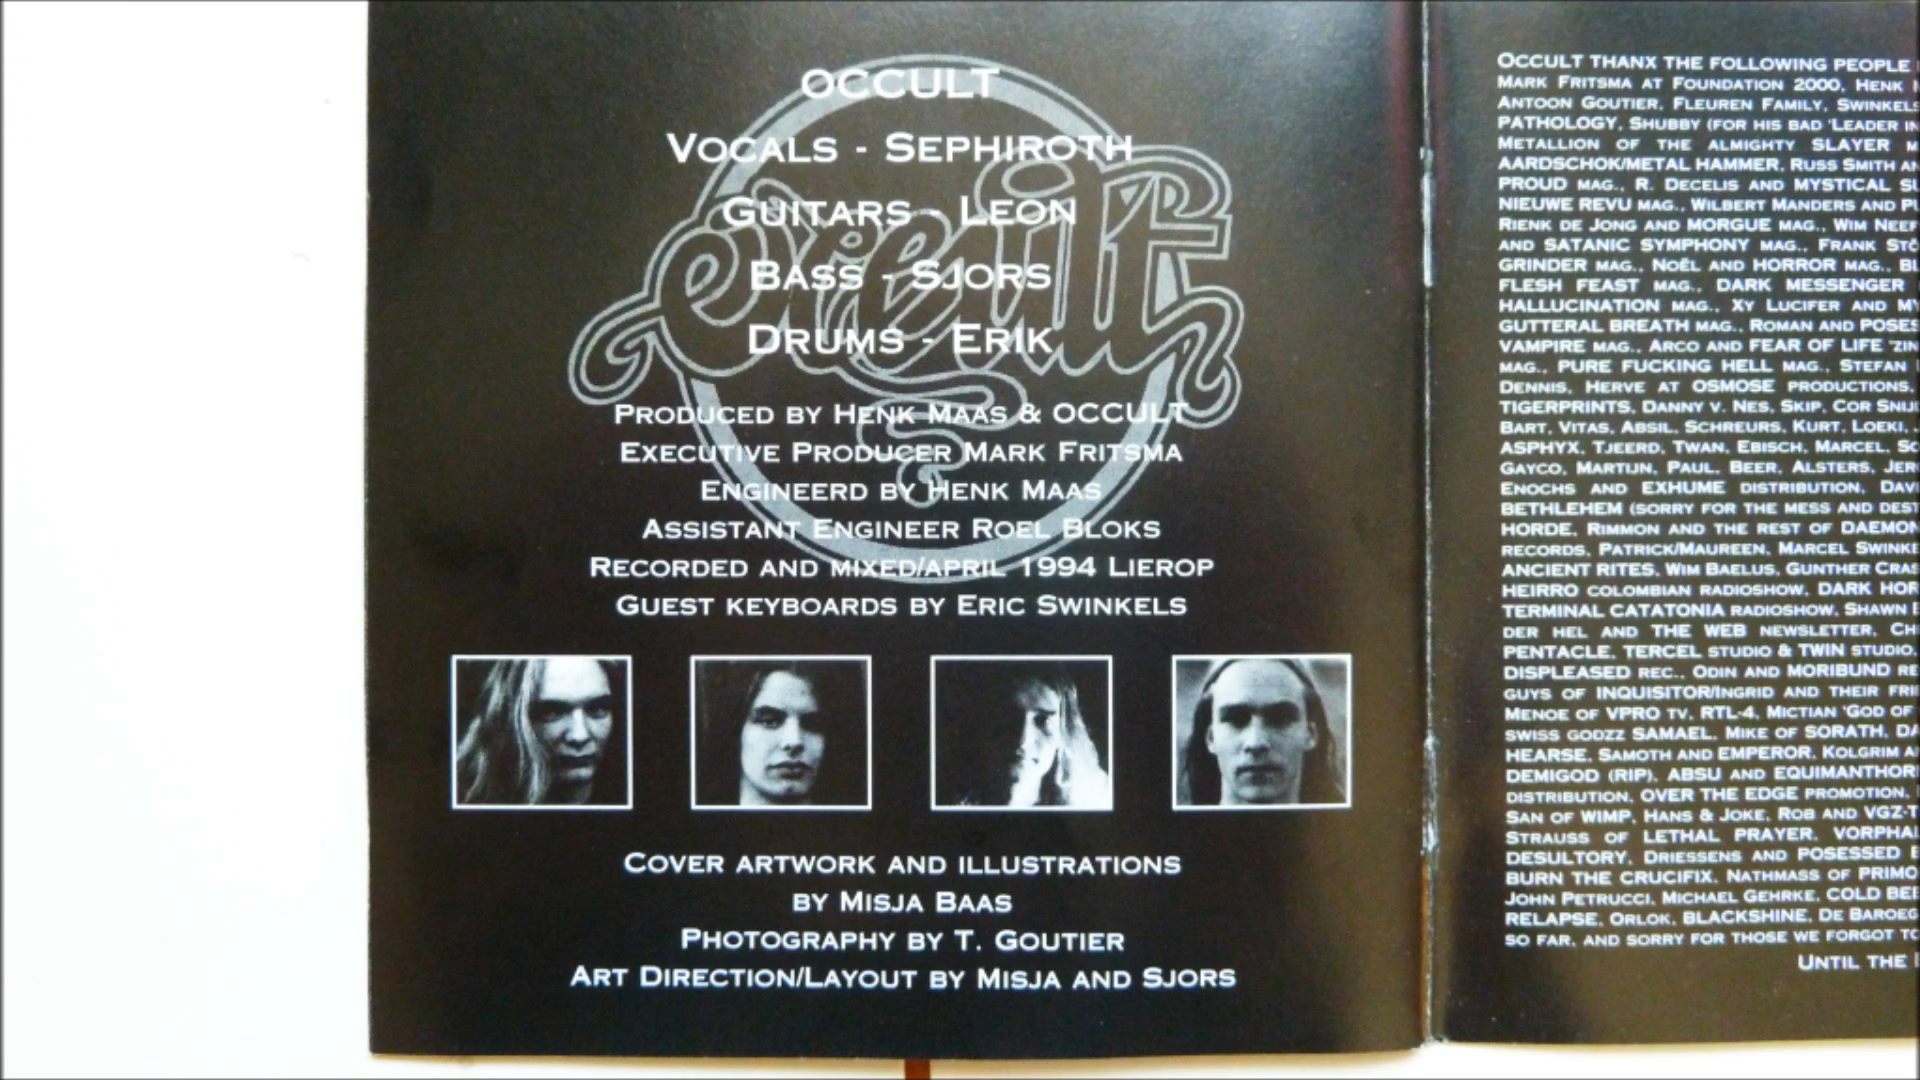 OCCULT
VOCALS - SEPHIROTH
GUITARS - LEON
BASS - SJORS
DRUMS - ERIK
PRODUCED BY HENK MAAS & OCCULT
EXECUTIVE PRODUCER MARK FRITSMA
ENGINEERD BY HENK MAAS
ASSISTANT ENGINEER ROEL BLOKS
RECORDED AND MIXED/APRIL 1994 LIEROP
GUEST KEYBOARDS BY ERIC SWINKELS
COVER ARTWORK AND ILLUSTRATIONS
BY MISJA BAAS
PHOTOGRAPHY BY T. GOUTIER
ART DIRECTION/LAYOUT BY MISJA AND SJORS
OCCULT THANX THE FOLLOWING PEOPLE
MARK FRITSMA AT FOUNDATION 2000, HENK
ANTOON GOUTIER, FLEUREN FAMILY, SWINKELS
PATHOLOGY, SHUBBY (FOR HIS BAD 'LEADER IN
METALLION OF THE ALMIGHTY SLAYER
AARDSCHOK/METAL HAMMER, RUSS SMITH
PROUD MAG., R. DECELIS AND MYSTICAL
NIEUWE REVU MAG., WILBERT MANDERS AND
RIENK DE JONG AND MORGUE MAG., WIM
AND SATANIC SYMPHONY MAG., FRANK
GRINDER MAG., NOËL AND HORROR MAG.,
FLESH FEAST MAG., DARK MESSENGER
HALLUCINATION MAG., XY LUCIFER AND
GUTTERAL BREATH MAG., ROMAN AND
VAMPIRE MAG., ARCO AND FEAR OF LIFE
MAG., PURE FUCKING HELL MAG., STEFAN
DENNIS, HERVE AT OSMOSE PRODUCTIONS,
TIGERPRINTS, DANNY V. NES, SKIP, COR
BART, VITAS, ABSIL, SCHREURS, KURT, LOEKI,
ASPHYX, TJEERD, TWAN, EBISCH, MARCEL,
GAYCO, MARTIJN, PAUL, BEER, ALSTERS,
ENOCHS AND EXHUME DISTRIBUTION,
BETHLEHEM (SORRY FOR THE MESS AND
HORDE, RIMMON AND THE REST OF
RECORDS, PATRICK/MAUREEN, MARCEL
ANCIENT RITES, WIM BAELUS, GUNTHER
HEIRRO COLOMBIAN RADIOSHOW, DARK
TERMINAL CATATONIA RADIOSHOW, SHAWN
DER HEL AND THE WEB NEWSLETTER,
PENTACLE, TERCEL STUDIO & TWIN STUDIO,
DISPLEASED REC., ODIN AND MORIBUND
GUYS OF INQUISITOR/INGRID AND THEIR
MENOE OF VPRO TV, RTL-4, MICTIAN 'GOD OF
SWISS GODZZ SAMAEL, MIKE OF SORATH,
HEARSE, SAMOTH AND EMPEROR, KOLGRIM
DEMIGOD (RIP), ABSU AND
DISTRIBUTION, OVER THE EDGE PROMOTION,
SAN OF WIMP, HANS & JOKE, ROB AND
STRAUSS OF LETHAL PRAYER,
DESULTORY, DRIESSENS AND POSESSED
BURN THE CRUCIFIX, NATHMASS OF
JOHN PETRUCCI, MICHAEL GEHRKE, COLD
RELAPSE, ORLOK, BLACKSHINE, DE
SO FAR, AND SORRY FOR THOSE WE FORGOT
UNTIL THE